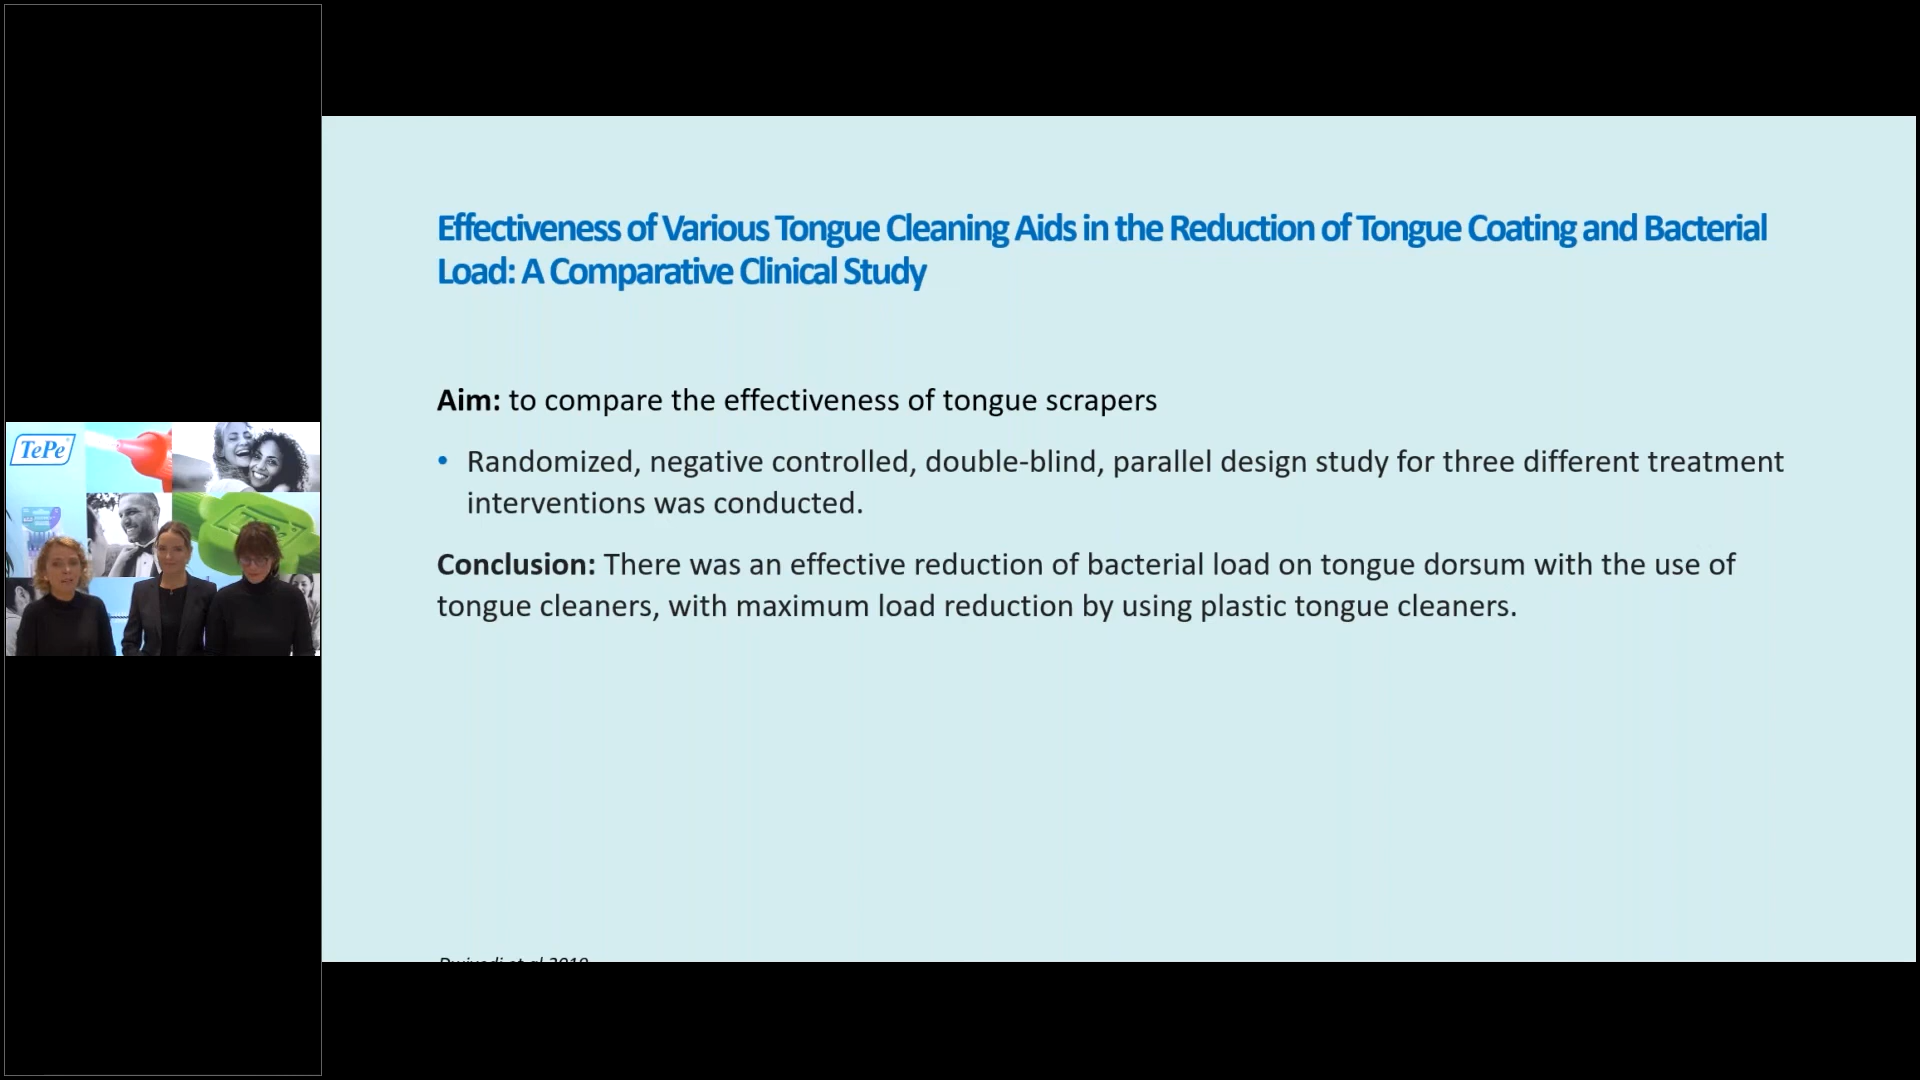 TePe
Effectiveness of Various Tongue Cleaning Aids in the Reduction of Tongue Coating and Bacterial
Load: A Comparative Clinical Study
Aim: to compare the effectiveness of tongue scrapers
• Randomized, negative controlled, double-blind, parallel design study for three different treatment
interventions was conducted.
Conclusion: There was an effective reduction of bacterial load on tongue dorsum with the use of
tongue cleaners, with maximum load reduction by using plastic tongue cleaners.